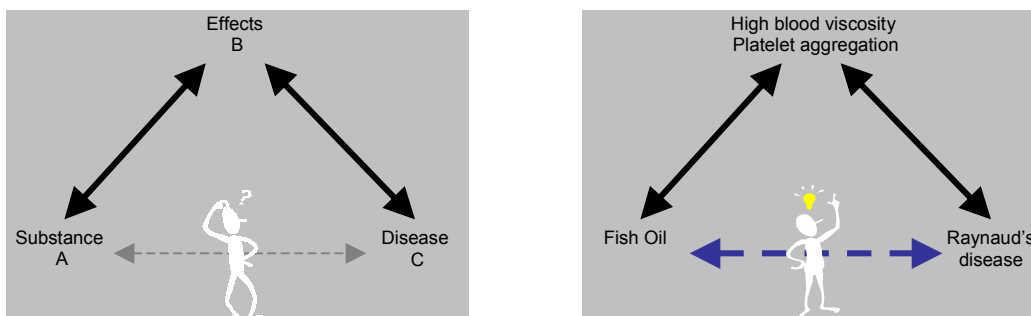 Effects
B
Substance
A
?
Disease
C
High blood viscosity
Platelet aggregation
Fish Oil
Raynaud's
disease